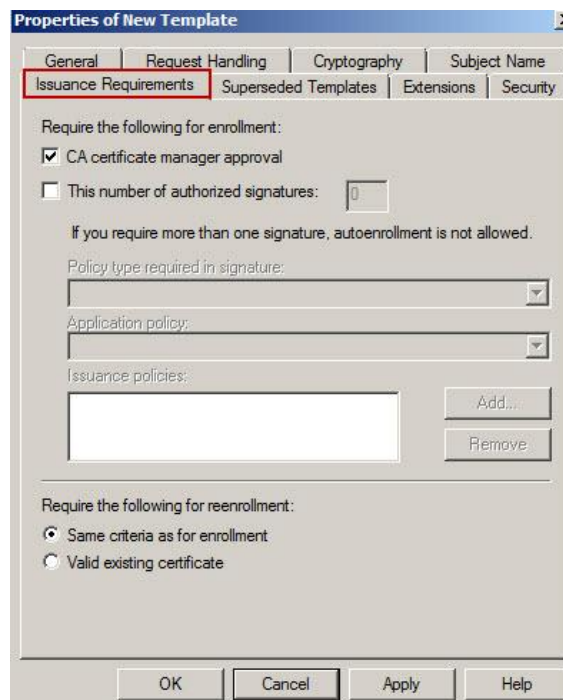 Properties of New Template
General Request Handling Cryptography Subject Name
Issuance Requirements Superseded Templates Extensions Security
Require the following for enrollment:
CA certificate manager approval
This number of authorized signatures: 0
If you require more than one signature, autoenrollment is not allowed.
Policy type required in signature:
Application policy:
Issuance policies:
Add...
Remove
Require the following for reenrollment:
Same criteria as for enrollment
Valid existing certificate
OK Cancel Apply Help